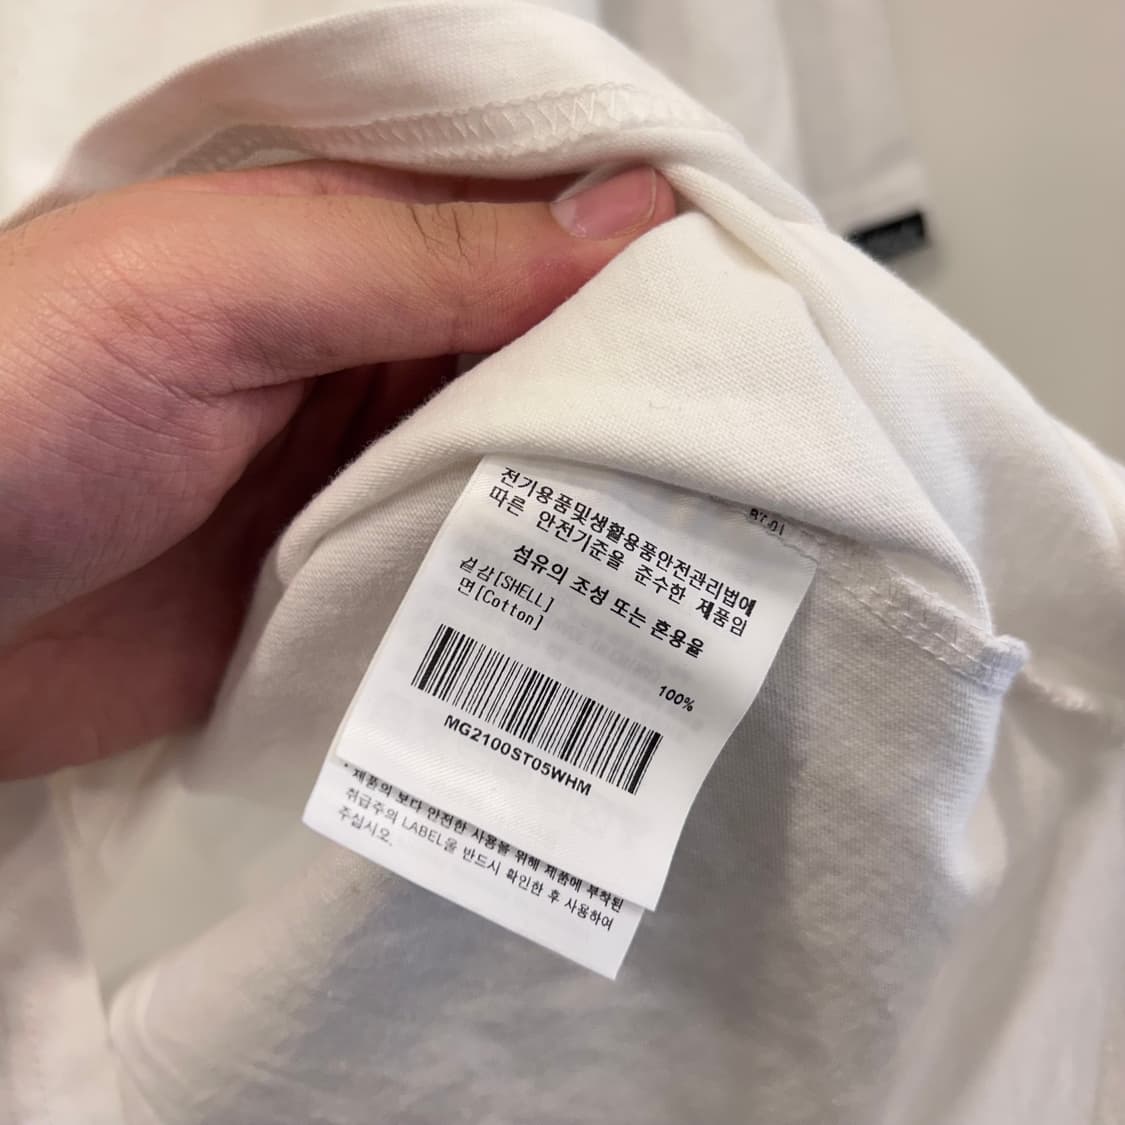 전기용품및생활용품안전관리법에
따른 안전기준을 준수한 제품임
섬유의 조성 또는 혼용율
겉감[SHELL]
면[Cotton]
100%
MG2100ST05WHM
* 제품의 보다 안전한 사용을 위해 제품에 부착된
취급주의 LABEL을 반드시 확인한 후 사용하여
주십시오.